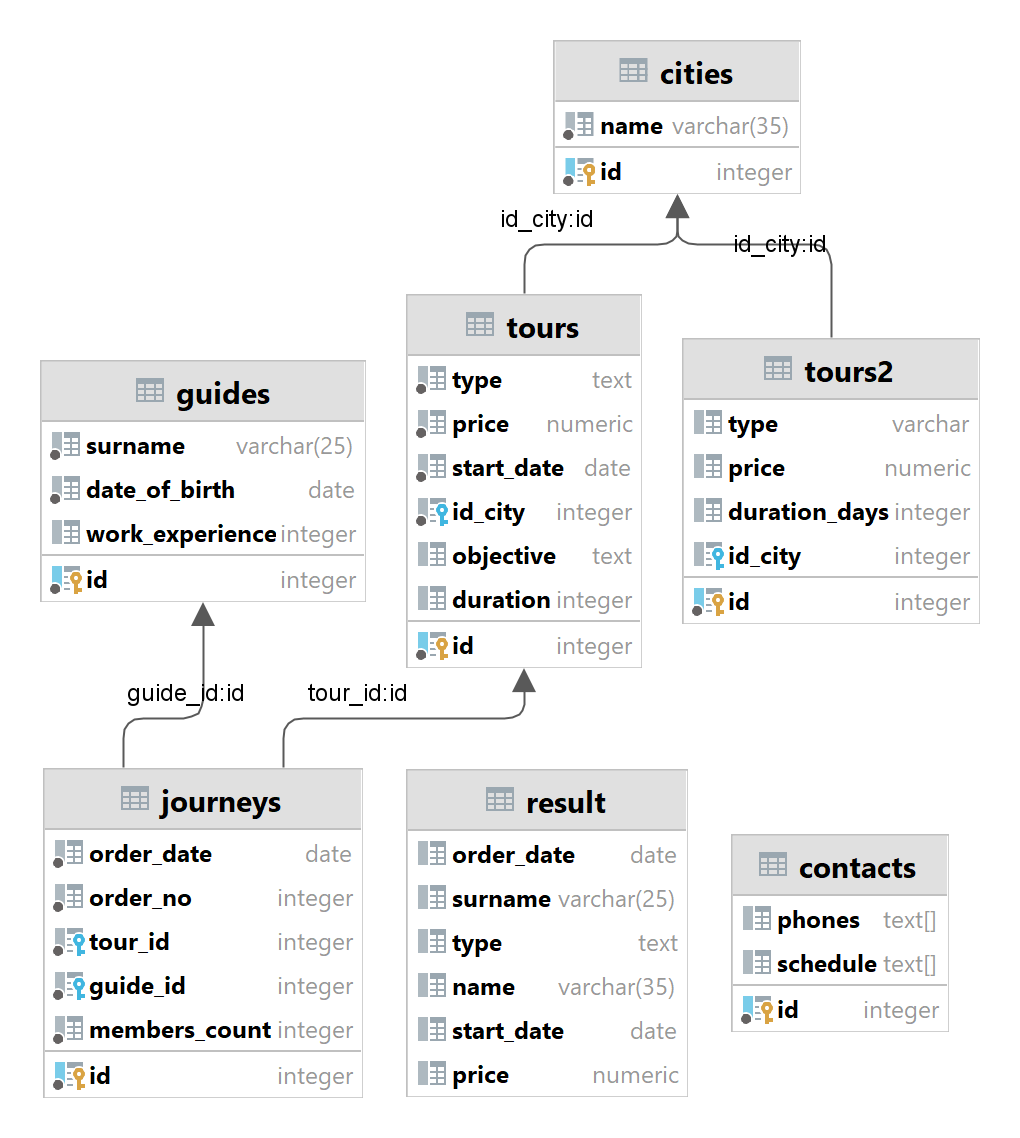 cities
name varchar(35)
id integer
id_city:id
id_city:id
tours
type text
price numeric
start_date date
id_city integer
objective text
duration integer
id integer
tours2
type varchar
price numeric
duration_days integer
id_city integer
id integer
guides
surname varchar(25)
date_of_birth date
work_experience integer
id integer
guide_id:id
tour_id:id
journeys
order_date date
order_no integer
tour_id integer
guide_id integer
members_count integer
id integer
result
order_date date
surname varchar(25)
type text
name varchar(35)
start_date date
price numeric
contacts
phones text[]
schedule text[]
id integer